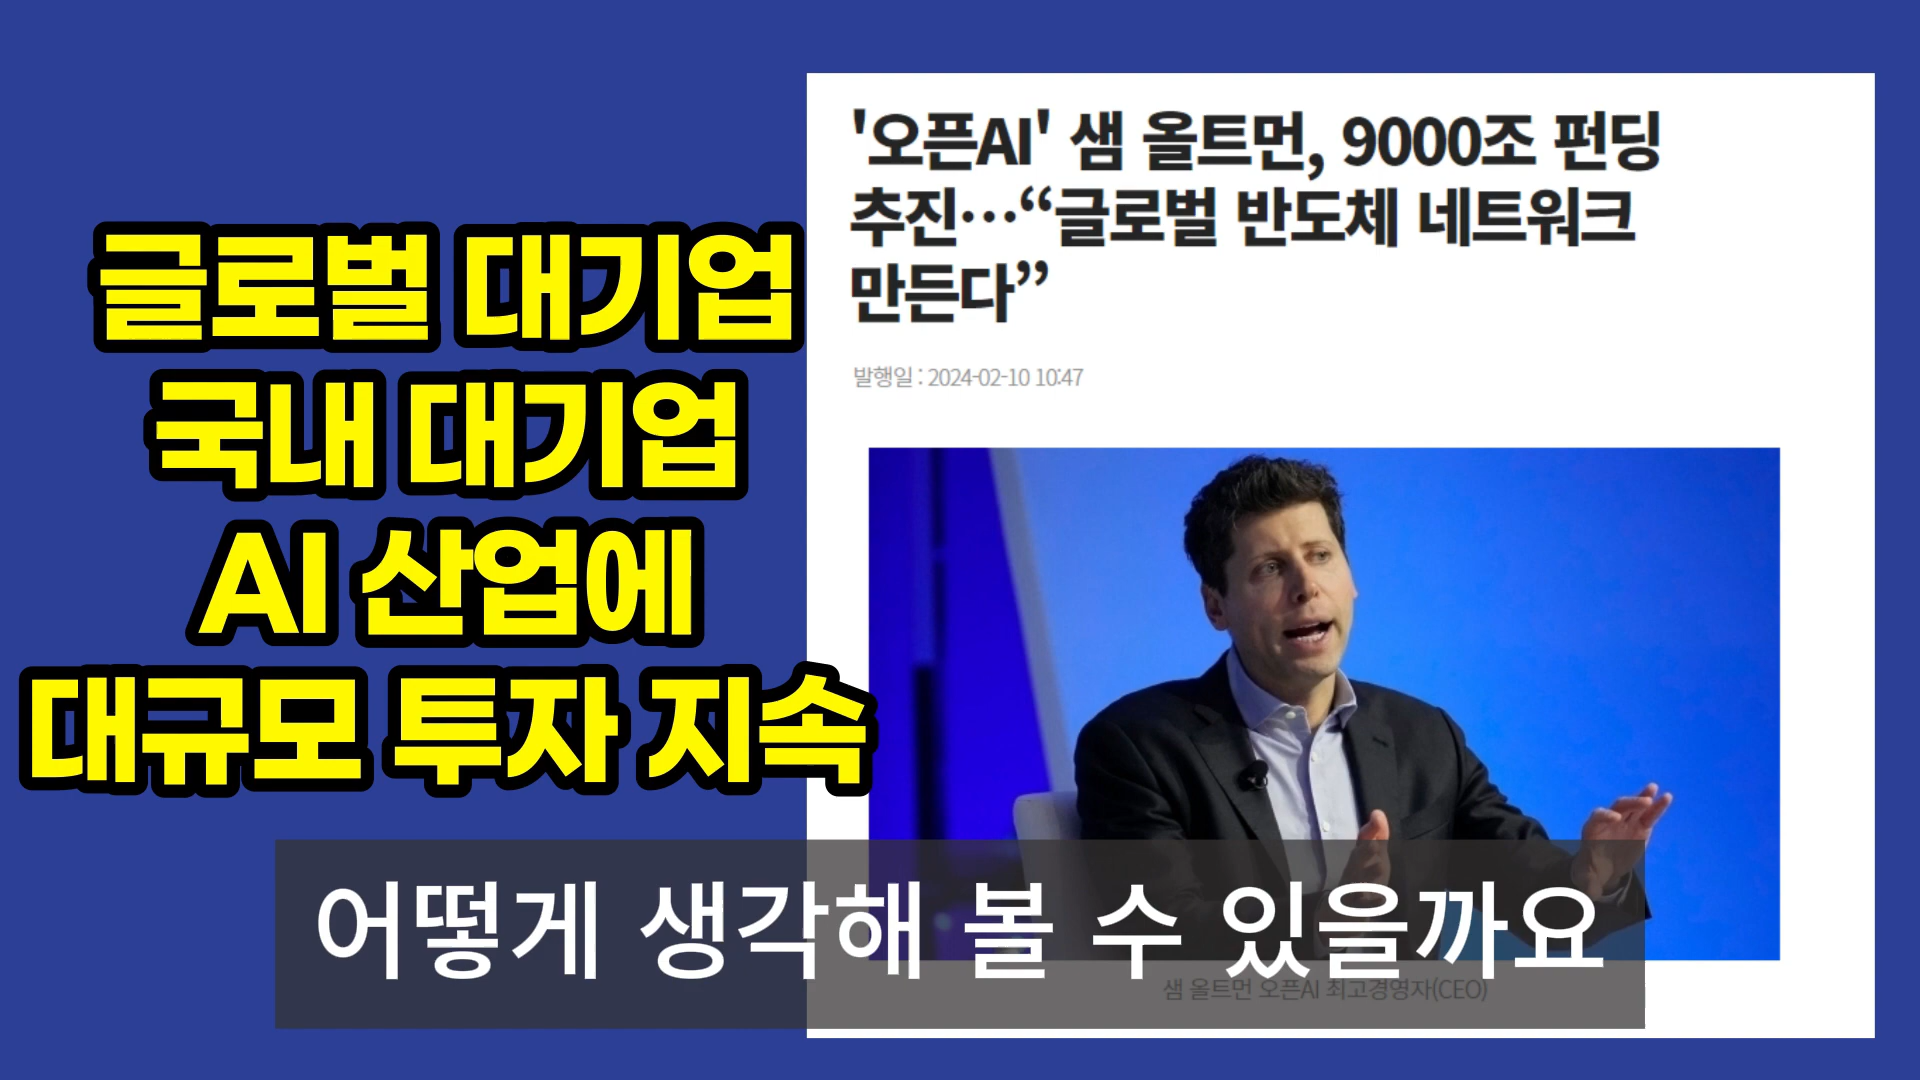 글로벌 대기업
국내 대기업
AI 산업에
대규모 투자 지속
'오픈AI' 샘 올트먼, 9000조 펀딩
추진…“글로벌 반도체 네트워크
만든다”
발행일 : 2024-02-10 10:47
샘 올트먼 오픈AI 최고경영자(CEO)
어떻게 생각해 볼 수 있을까요